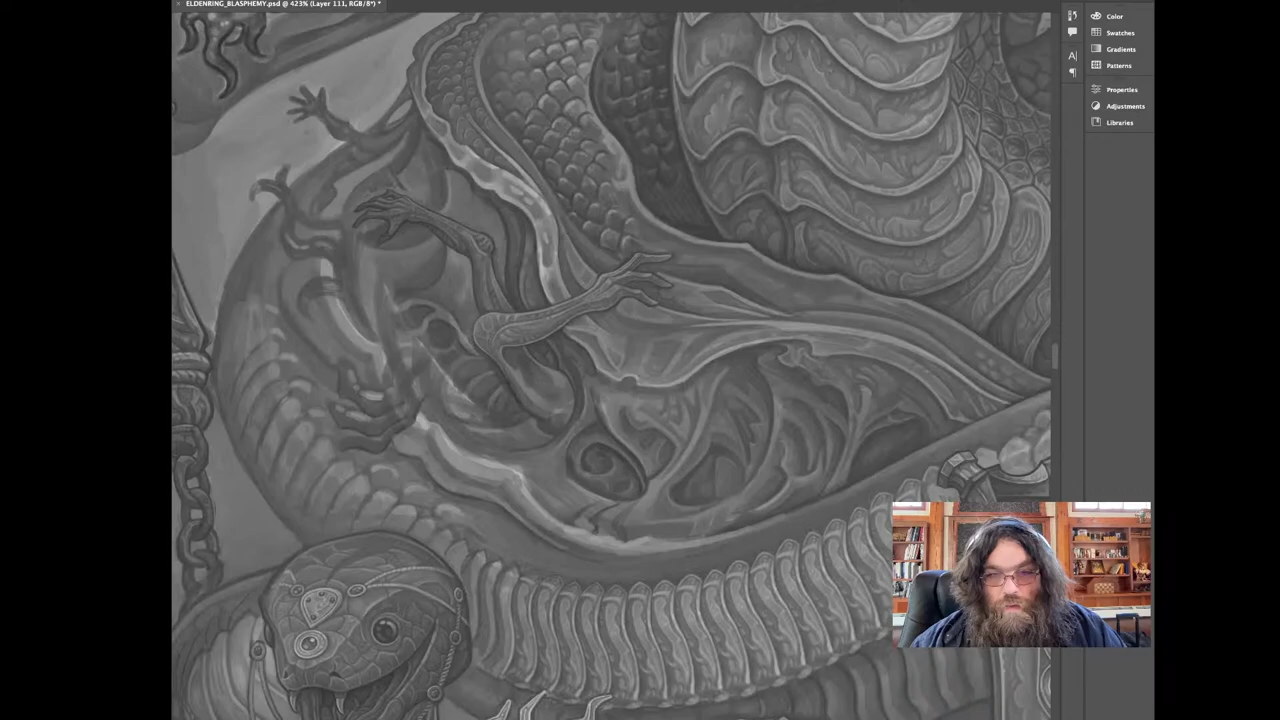 ELDENRING_BLASPHEMY.psd @ 423% (Layer 111, RGB/8*) *
Color
Swatches
Gradients
Patterns
Properties
Adjustments
Libraries